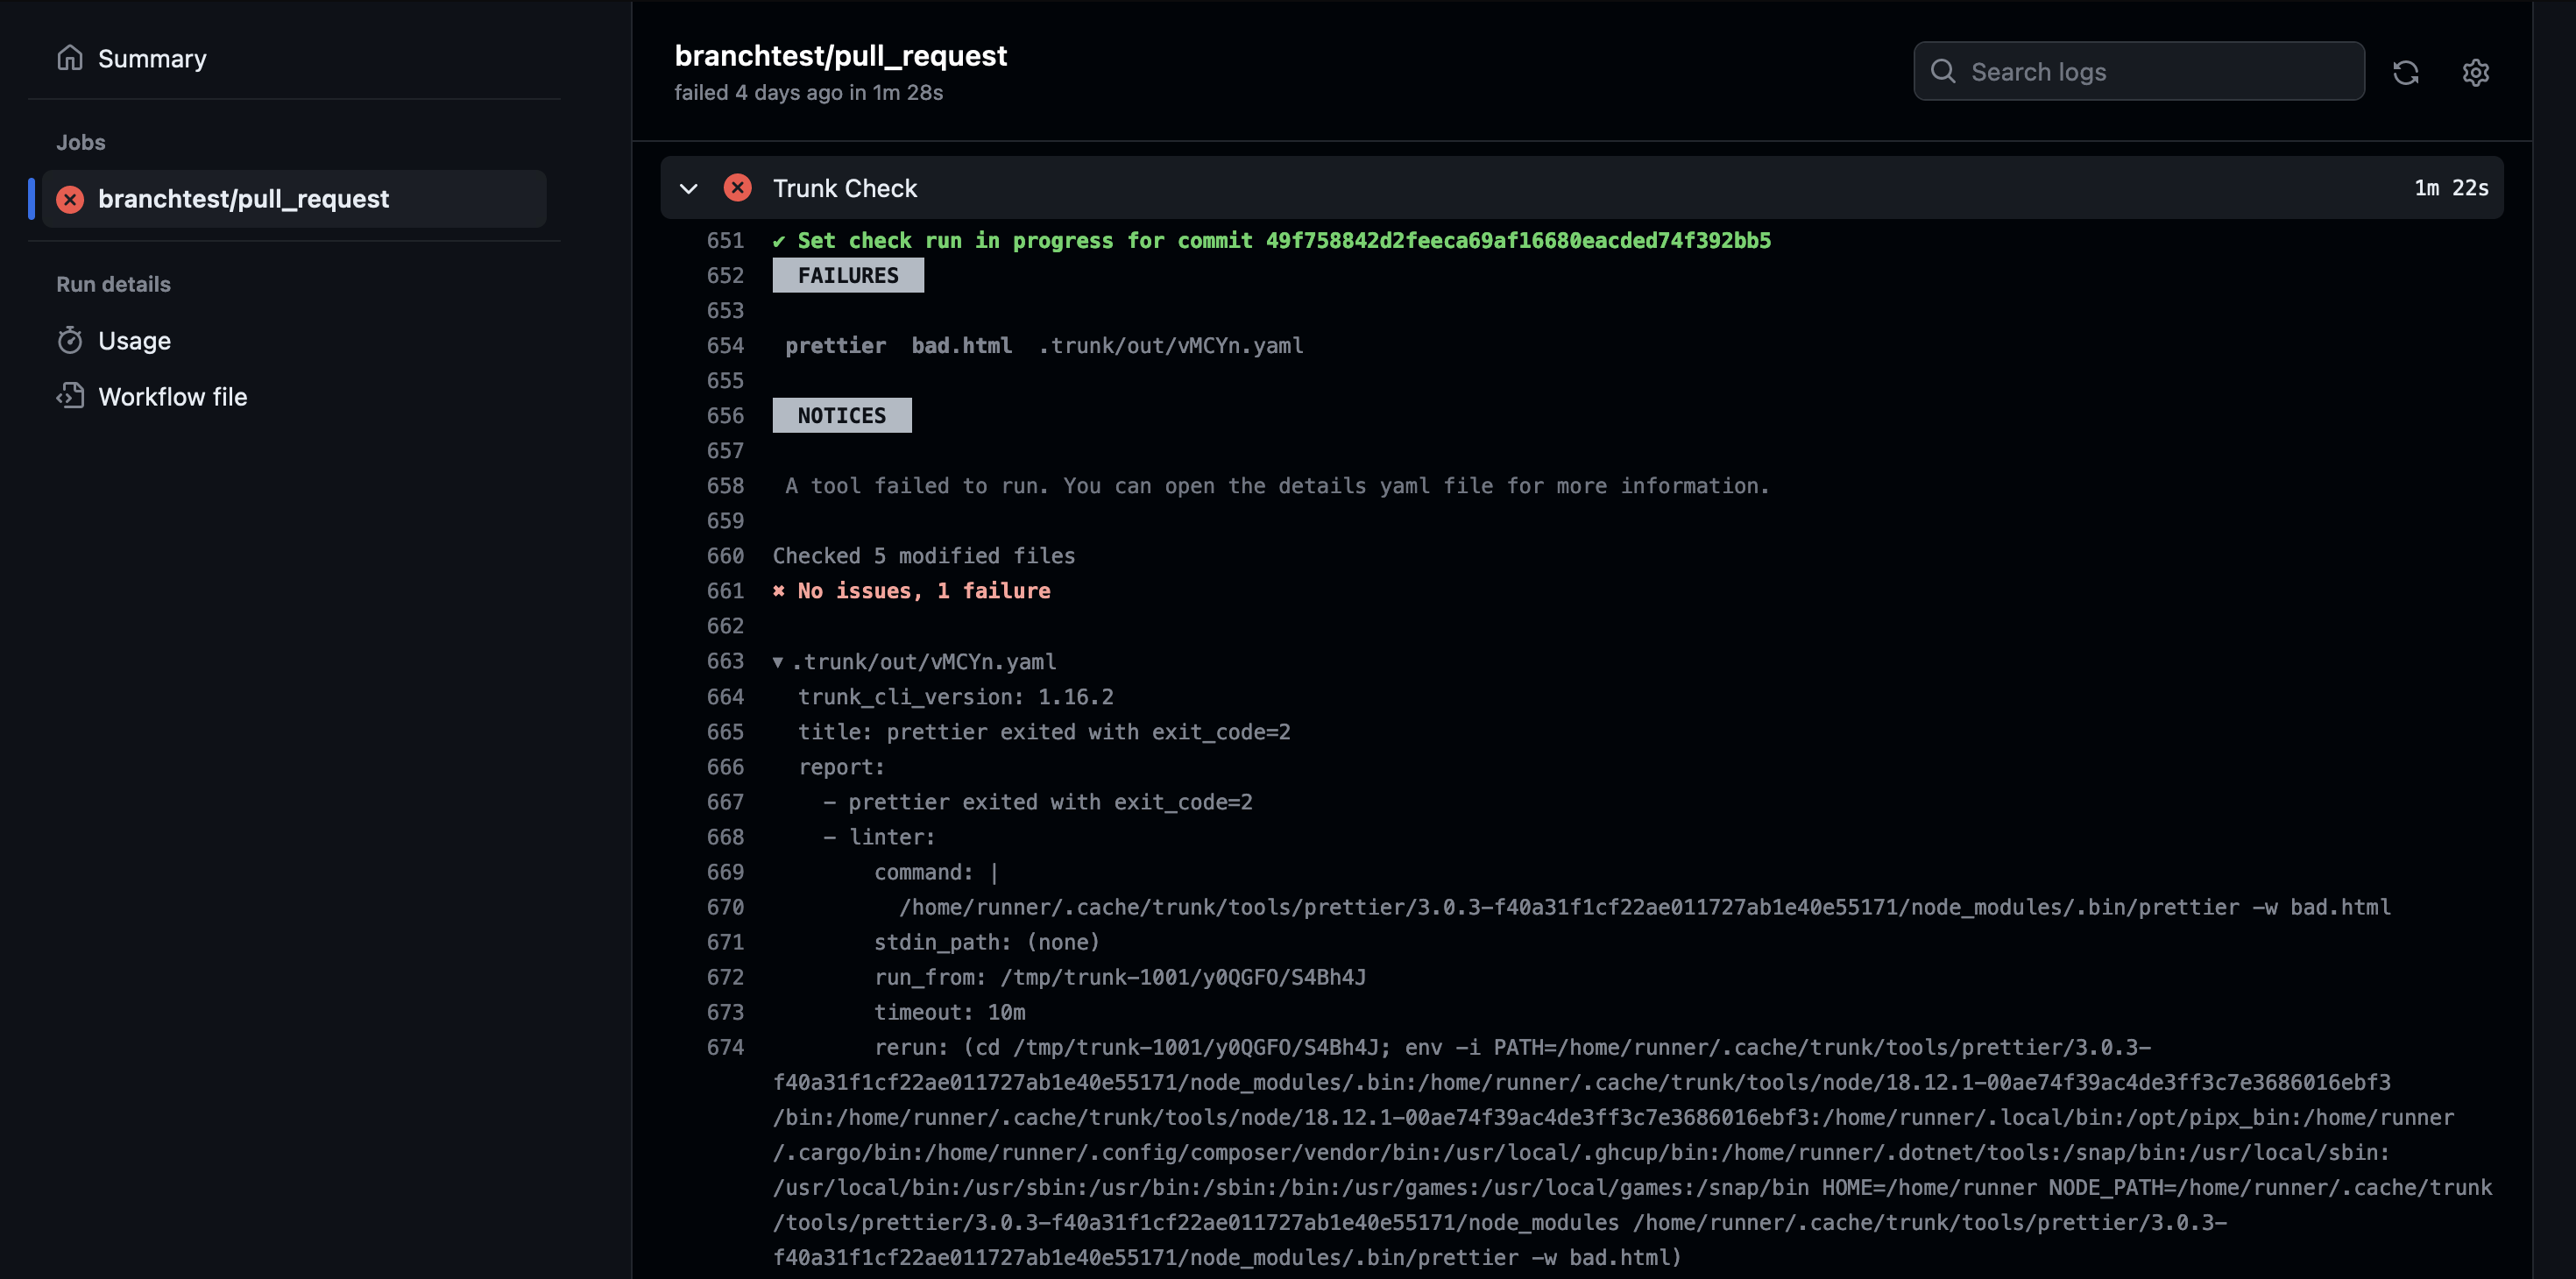 Summary
Jobs
branchtest/pull_request
Run details
Usage
Workflow file
branchtest/pull_request
failed 4 days ago in 1m 28s
Search logs
Trunk Check
1m 22s
651 ✔ Set check run in progress for commit 49f758842d2feeca69af16680eacded74f392bb5
652 FAILURES
653
654 prettier bad.html .trunk/out/vMCYn.yaml
655
656 NOTICES
657
658 A tool failed to run. You can open the details yaml file for more information.
659
660 Checked 5 modified files
661 ✖ No issues, 1 failure
662
663 ▼ .trunk/out/vMCYn.yaml
664 trunk_cli_version: 1.16.2
665 title: prettier exited with exit_code=2
666 report:
667 - prettier exited with exit_code=2
668 - linter:
669 command: |
670 /home/runner/.cache/trunk/tools/prettier/3.0.3-f40a31f1cf22ae011727ab1e40e55171/node_modules/.bin/prettier -w bad.html
671 stdin_path: (none)
672 run_from: /tmp/trunk-1001/y0QGFO/S4Bh4J
673 timeout: 10m
674 rerun: (cd /tmp/trunk-1001/y0QGFO/S4Bh4J; env -i PATH=/home/runner/.cache/trunk/tools/prettier/3.0.3-
f40a31f1cf22ae011727ab1e40e55171/node_modules/.bin:/home/runner/.cache/trunk/tools/node/18.12.1-00ae74f39ac4de3ff3c7e3686016ebf3
/bin:/home/runner/.cache/trunk/tools/node/18.12.1-00ae74f39ac4de3ff3c7e3686016ebf3:/home/runner/.local/bin:/opt/pipx_bin:/home/runner
/.cargo/bin:/home/runner/.config/composer/vendor/bin:/usr/local/.ghcup/bin:/home/runner/.dotnet/tools:/snap/bin:/usr/local/sbin:
/usr/local/bin:/usr/sbin:/usr/bin:/sbin:/bin:/usr/games:/usr/local/games:/snap/bin HOME=/home/runner NODE_PATH=/home/runner/.cache/trunk
/tools/prettier/3.0.3-f40a31f1cf22ae011727ab1e40e55171/node_modules /home/runner/.cache/trunk/tools/prettier/3.0.3-
f40a31f1cf22ae011727ab1e40e55171/node_modules/.bin/prettier -w bad.html)